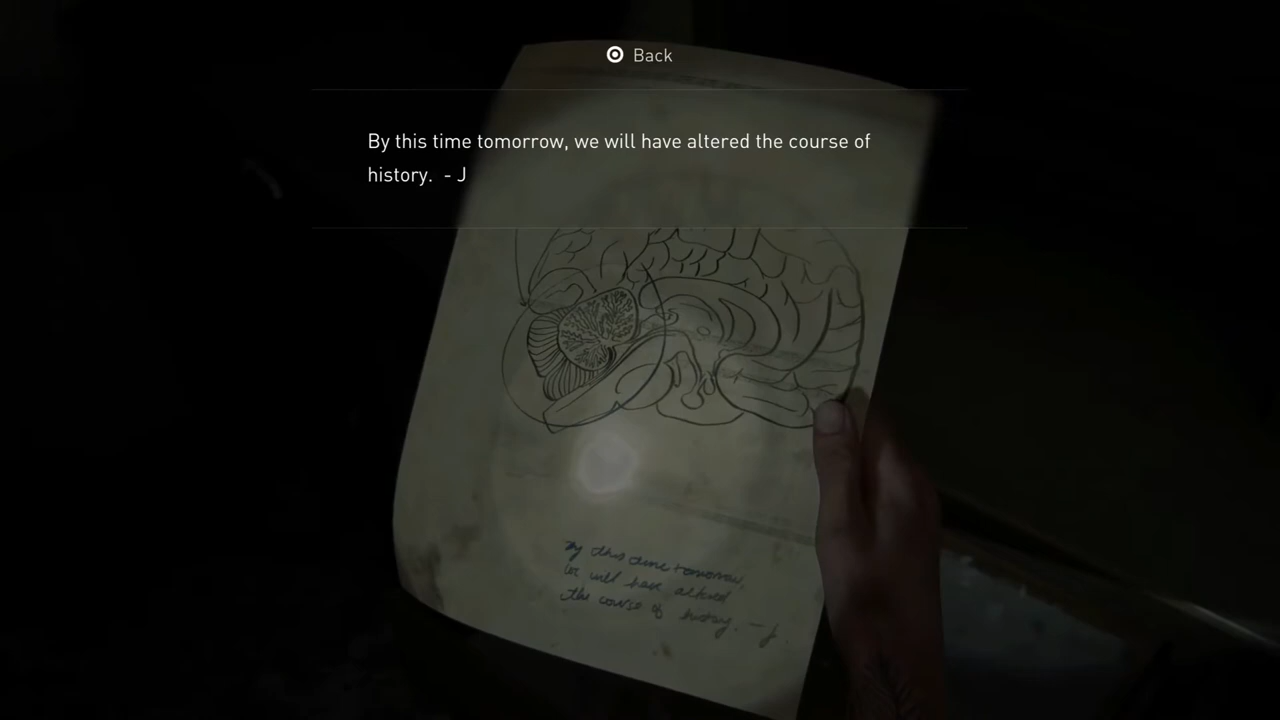 Back
By this time tomorrow, we will have altered the course of
history. - J
By this time tomorrow,
we will have altered
the course of history. - J.